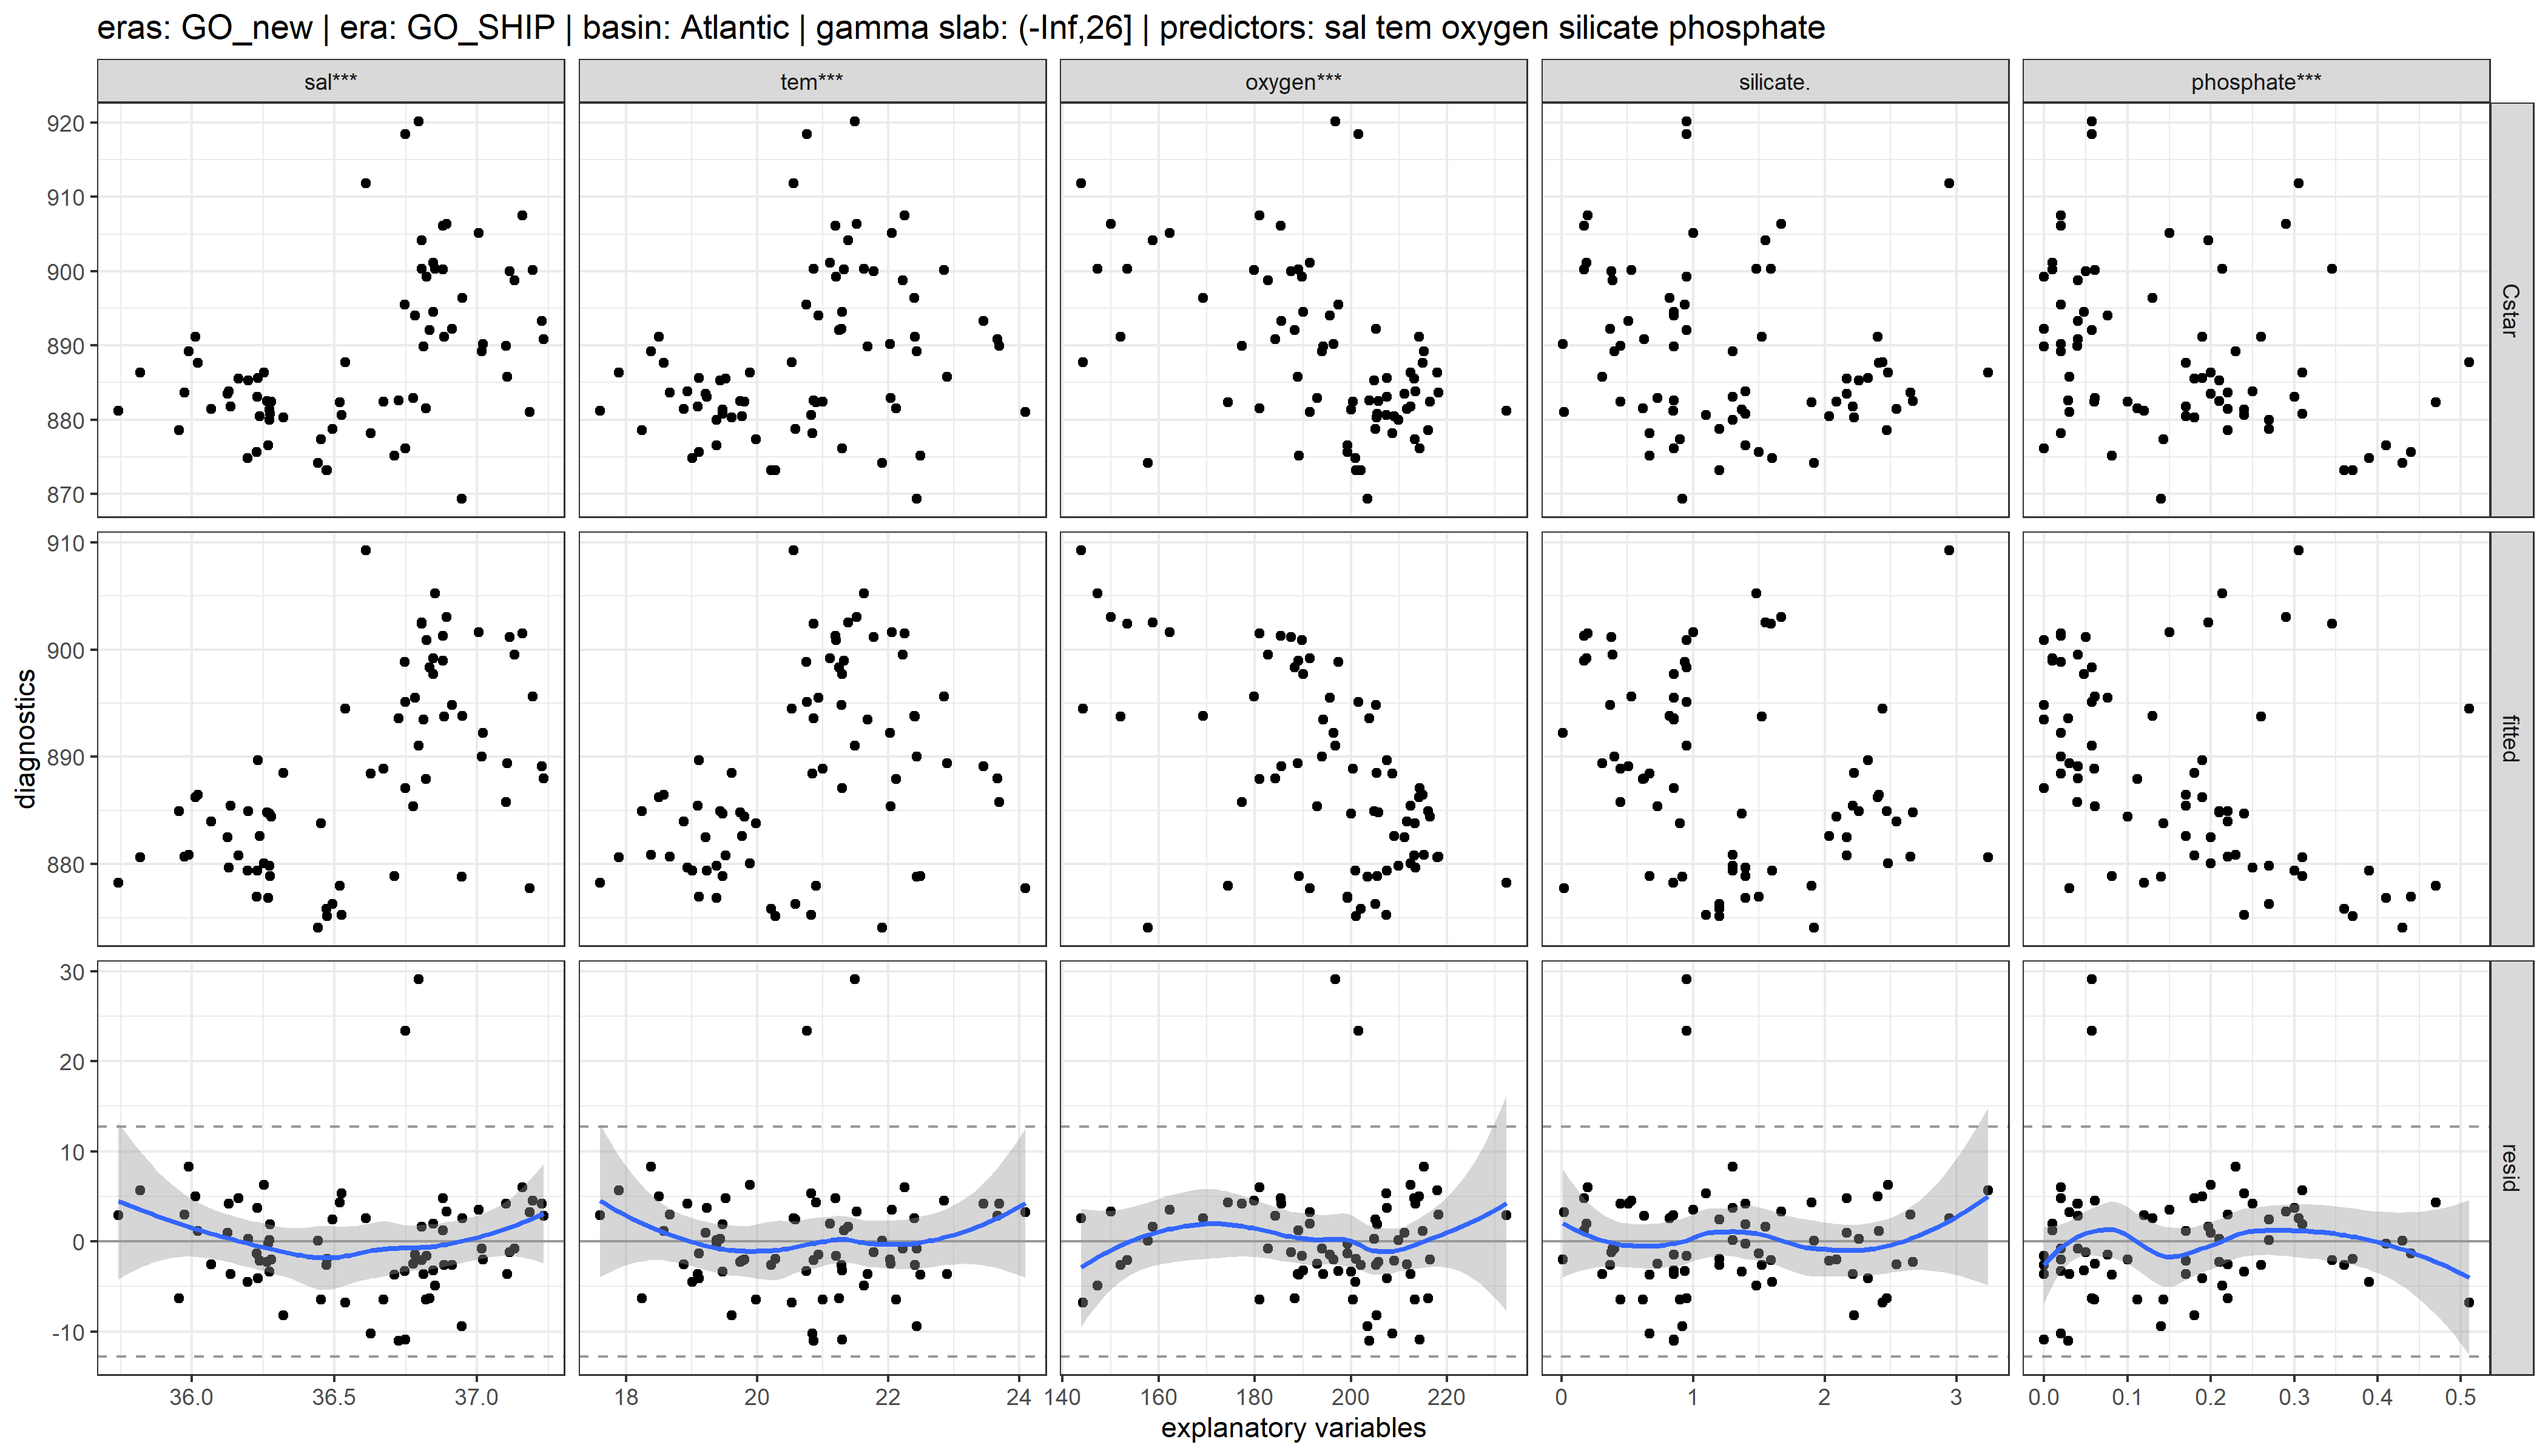 eras: GO_new | era: GO_SHIP | basin: Atlantic | gamma slab: (-Inf,26] | predictors: sal tem oxygen silicate phosphate
sal*** tem*** oxygen*** silicate. phosphate***
920
910
900
890
880
870
Cstar
910
900
890
880
fitted
diagnostics
30
20
10
0
-10
resid
36.0 36.5 37.0 18 20 22 24 140 160 180 200 220 0 1 2 3 0.0 0.1 0.2 0.3 0.4 0.5
explanatory variables